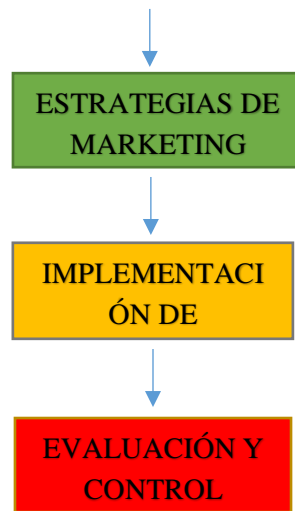 ESTRATEGIAS DE
MARKETING
IMPLEMENTACI
ÓN DE
EVALUACIÓN Y
CONTROL